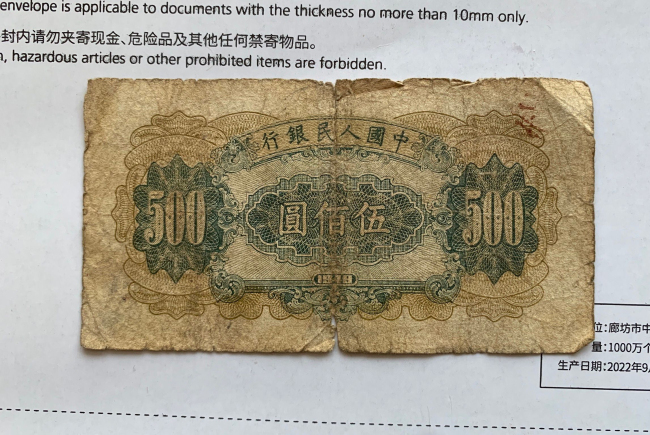 envelope is applicable to documents with the thickness no more than 10mm only.
封内请勿夹寄现金、危险品及其他任何禁寄物品。
, hazardous articles or other prohibited items are forbidden.
中國人民銀行
500
伍佰圓
500
位:廊坊市中
量:1000万个
生产日期:2022年9